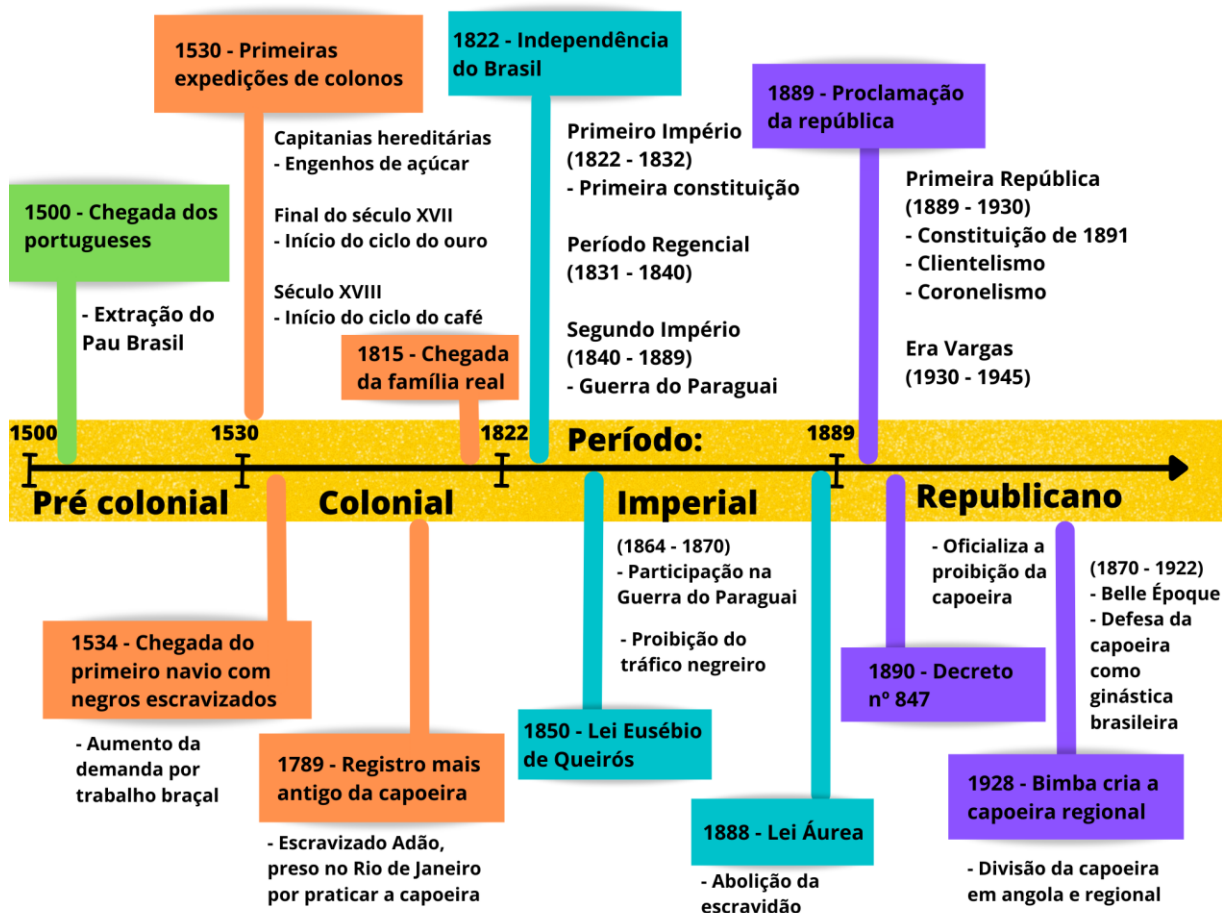 1500 - Chegada dos
portugueses
- Extração do
Pau Brasil
1530 - Primeiras
expedições de colonos
Capitanias hereditárias
- Engenhos de açúcar
Final do século XVII
- Início do ciclo do ouro
Século XVIII
- Início do ciclo do café
1815 - Chegada
da família real
1822 - Independência
do Brasil
Primeiro Império
(1822 - 1832)
- Primeira constituição
Período Regencial
(1831 - 1840)
Segundo Império
(1840 - 1889)
- Guerra do Paraguai
1889 - Proclamação
da república
Primeira República
(1889 - 1930)
- Constituição de 1891
- Clientelismo
- Coronelismo
Era Vargas
(1930 - 1945)
1500
1530
1822
Período:
1889
Pré colonial
Colonial
Imperial
Republicano
1534 - Chegada do
primeiro navio com
negros escravizados
- Aumento da
demanda por
trabalho braçal
1789 - Registro mais
antigo da capoeira
- Escravizado Adão,
preso no Rio de Janeiro
por praticar a capoeira
(1864 - 1870)
- Participação na
Guerra do Paraguai
- Proibição do
tráfico negreiro
1850 - Lei Eusébio
de Queirós
1888 - Lei Áurea
- Abolição da
escravidão
- Oficializa a
proibição da
capoeira
1890 - Decreto
nº 847
(1870 - 1922)
- Belle Époque
- Defesa da
capoeira
como
ginástica
brasileira
1928 - Bimba cria a
capoeira regional
- Divisão da capoeira
em angola e regional